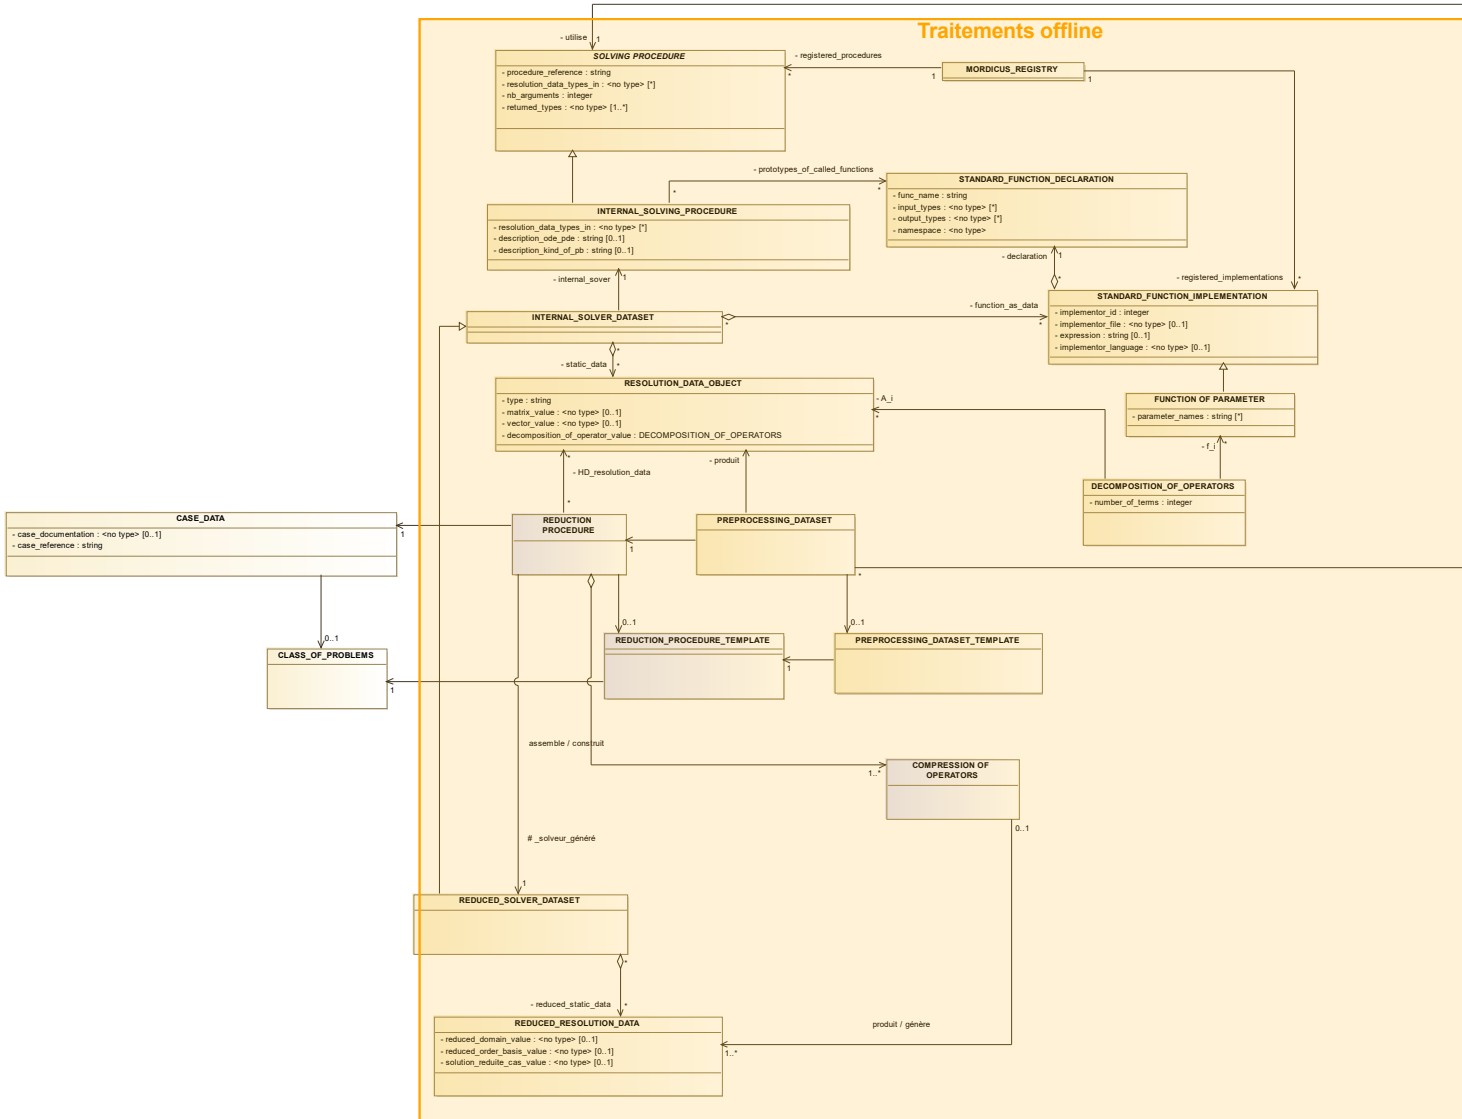 Traitements offline
- utilise
1
SOLVING PROCEDURE
- procedure_reference : string
- resolution_data_types_in : <no type> [*]
- nb_arguments : integer
- returned_types : <no type> [1..*]
- registered_procedures
*
1
MORDICUS_REGISTRY
1
- prototypes_of_called_functions
*
*
STANDARD_FUNCTION_DECLARATION
- func_name : string
- input_types : <no type> [*]
- output_types : <no type> [*]
- namespace : <no type>
INTERNAL_SOLVING_PROCEDURE
- resolution_data_types_in : <no type> [*]
- description_ode_pde : string [0..1]
- description_kind_of_pb : string [0..1]
- declaration
1
- internal_sover
1
- registered_implementations
*
STANDARD_FUNCTION_IMPLEMENTATION
- implementor_id : integer
- implementor_file : <no type> [0..1]
- expression : string [0..1]
- implementor_language : <no type> [0..1]
INTERNAL_SOLVER_DATASET
*
- function_as_data
*
*
- static_data
*
RESOLUTION_DATA_OBJECT
- type : string
- matrix_value : <no type> [0..1]
- vector_value : <no type> [0..1]
- decomposition_of_operator_value : DECOMPOSITION_OF_OPERATORS
- A_i
*
FUNCTION OF PARAMETER
- parameter_names : string [*]
- f_i
*
*
- HD_resolution_data
*
- produit
DECOMPOSITION_OF_OPERATORS
- number_of_terms : integer
CASE_DATA
- case_documentation : <no type> [0..1]
- case_reference : string
1
REDUCTION
PROCEDURE
1
PREPROCESSING_DATASET
*
0..1
0..1
0..1
CLASS_OF_PROBLEMS
1
REDUCTION_PROCEDURE_TEMPLATE
1
PREPROCESSING_DATASET_TEMPLATE
assemble / construit
1..*
COMPRESSION OF
OPERATORS
0..1
# _solveur_généré
1
REDUCED_SOLVER_DATASET
*
- reduced_static_data
*
REDUCED_RESOLUTION_DATA
- reduced_domain_value : <no type> [0..1]
- reduced_order_basis_value : <no type> [0..1]
- solution_reduite_cas_value : <no type> [0..1]
produit / génère
1..*